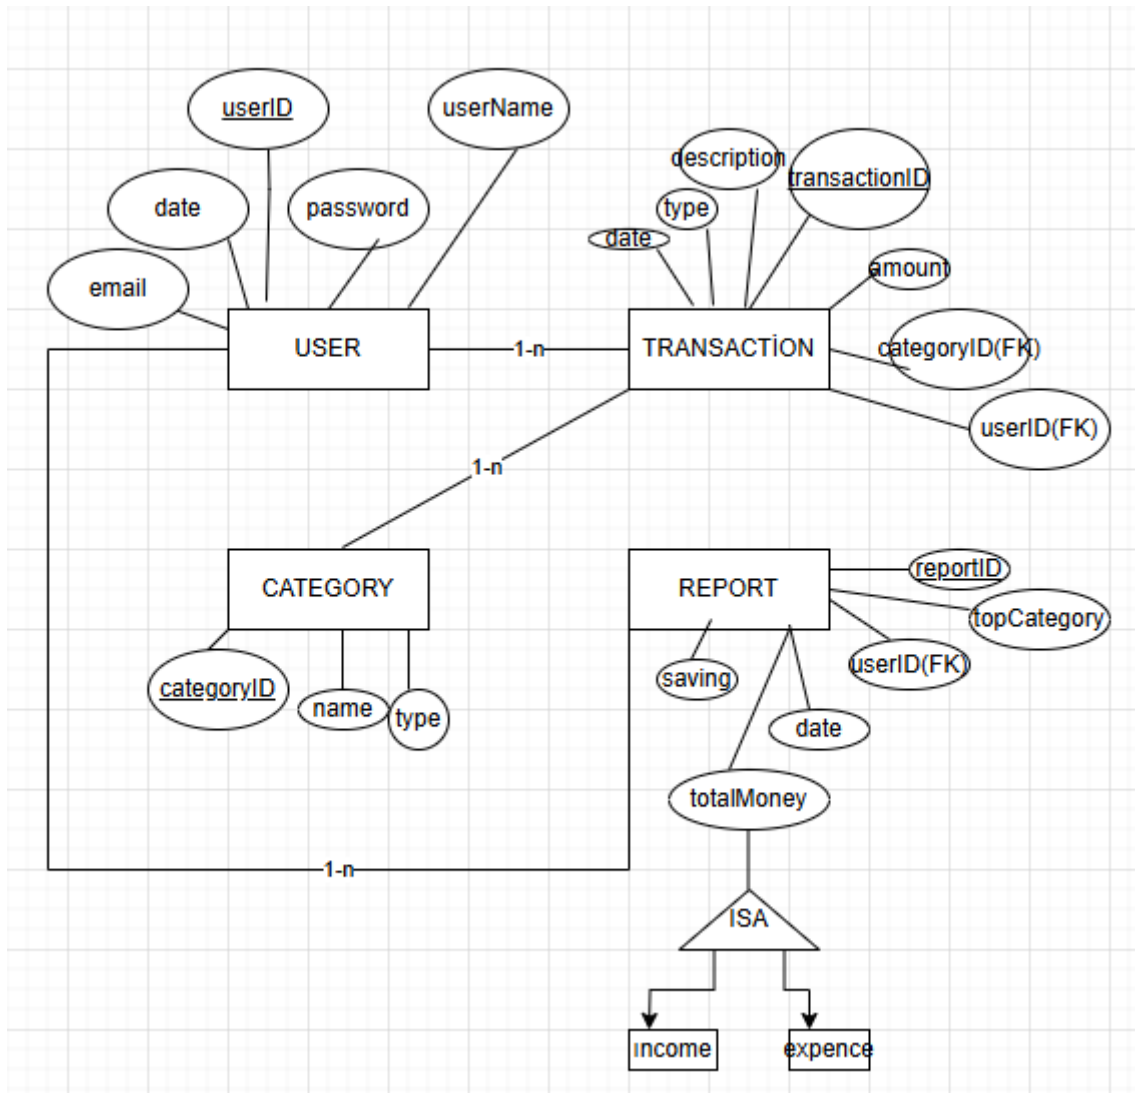 userID
userName
description
transactionID
date
password
type
date
email
amount
USER
1-n
TRANSACTİON
categoryID(FK)
userID(FK)
1-n
CATEGORY
REPORT
reportID
topCategory
categoryID
name
type
saving
userID(FK)
date
totalMoney
1-n
ISA
income
expence